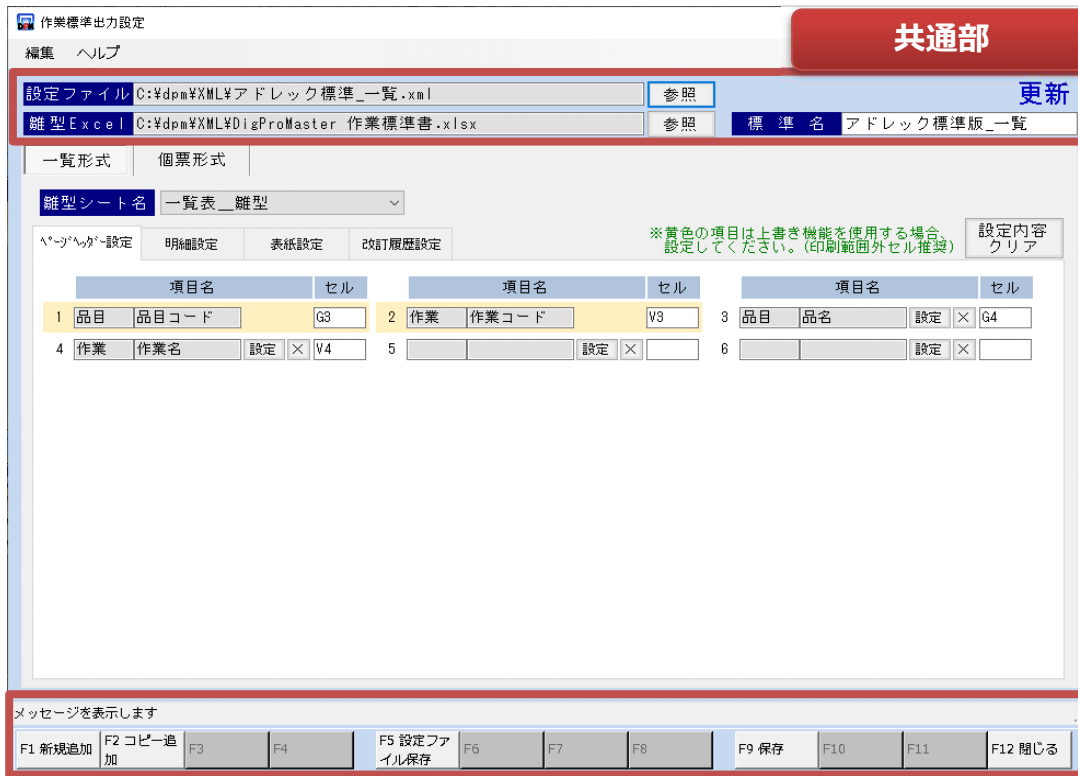 作業標準出力設定
共通部
編集 ヘルプ
設定ファイル C:¥dpm¥XML¥アドレック標準_一覧.xml 参照 更新
雛型Excel C:¥dpm¥XML¥DigProMaster 作業標準書.xlsx 参照 標準名 アドレック標準版_一覧
一覧形式 個票形式
雛型シート名 一覧表__雛型
ﾍﾟｰｼﾞﾍｯﾀﾞｰ設定 明細設定 表紙設定 改訂履歴設定
※黄色の項目は上書き機能を使用する場合、
設定してください。(印刷範囲外セル推奨)
設定内容
クリア
項目名 セル 項目名 セル 項目名 セル
1 品目 品目コード G3 2 作業 作業コード V3 3 品目 品名 設定 × G4
4 作業 作業名 設定 × V4 5 設定 × 6 設定 ×
メッセージを表示します
F1 新規追加 F2 コピー追
加 F3 F4 F5 設定ファ
イル保存 F6 F7 F8 F9 保存 F10 F11 F12 閉じる